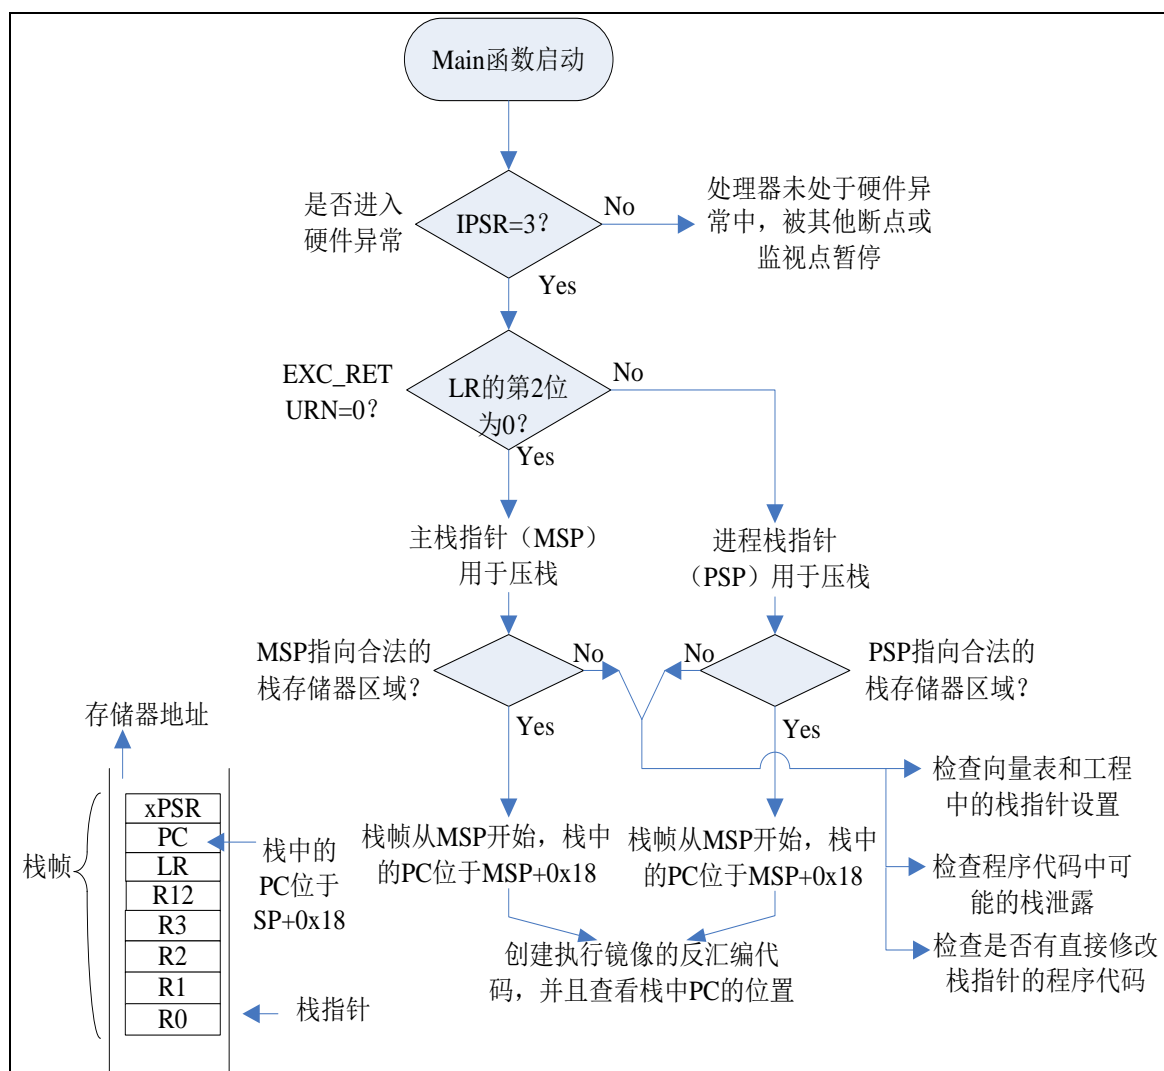 Main函数启动
是否进入
硬件异常
IPSR=3?
No
处理器未处于硬件异
常中，被其他断点或
监视点暂停
Yes
EXC_RET
URN=0?
LR的第2位
为0?
No
Yes
主栈指针（MSP）
用于压栈
进程栈指针
（PSP）用于压栈
MSP指向合法的
栈存储器区域?
No
No
PSP指向合法的
栈存储器区域?
Yes
Yes
存储器地址
检查向量表和工程
中的栈指针设置
栈帧
xPSR
PC
LR
R12
R3
R2
R1
R0
栈中的
PC位于
SP+0x18
栈指针
栈帧从MSP开始，栈中
的PC位于MSP+0x18
栈帧从MSP开始，栈中
的PC位于MSP+0x18
检查程序代码中可
能的栈泄露
检查是否有直接修改
栈指针的程序代码
创建执行镜像的反汇编代
码，并且查看栈中PC的位置